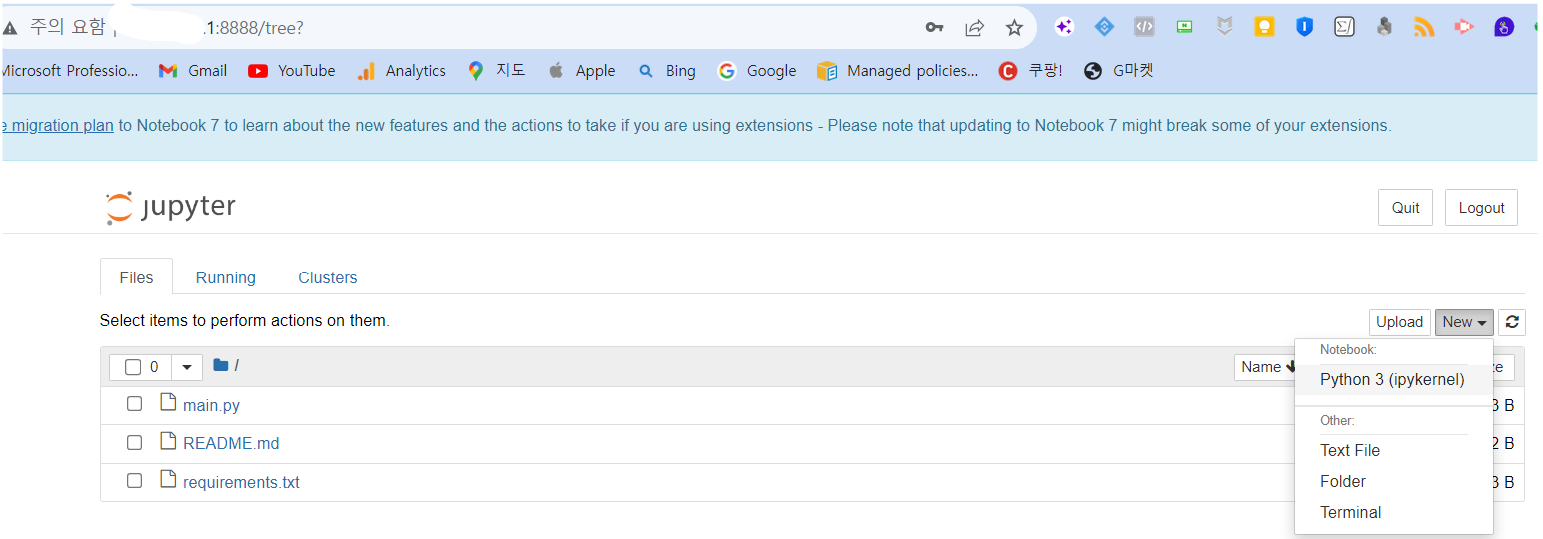 주의 요함 .1:8888/tree?
Microsoft Professio... Gmail YouTube Analytics 지도 Apple Bing Google Managed policies... 쿠팡! G마켓
migration plan to Notebook 7 to learn about the new features and the actions to take if you are using extensions - Please note that updating to Notebook 7 might break some of your extensions.
jupyter
Quit Logout
Files Running Clusters
Select items to perform actions on them.
Upload New
0 / Name
Notebook:
Python 3 (ipykernel)
main.py
README.md
requirements.txt
3 B
2 B
3 B
Other:
Text File
Folder
Terminal